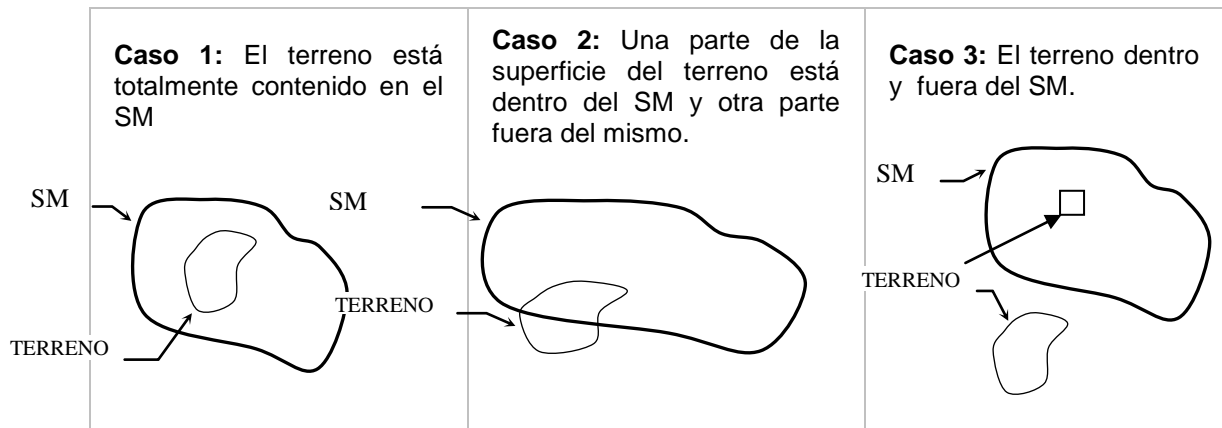 Caso 1: El terreno está
totalmente contenido en el
SM
SM
TERRENO
Caso 2: Una parte de la
superficie del terreno está
dentro del SM y otra parte
fuera del mismo.
SM
TERRENO
Caso 3: El terreno dentro
y fuera del SM.
SM
TERRENO